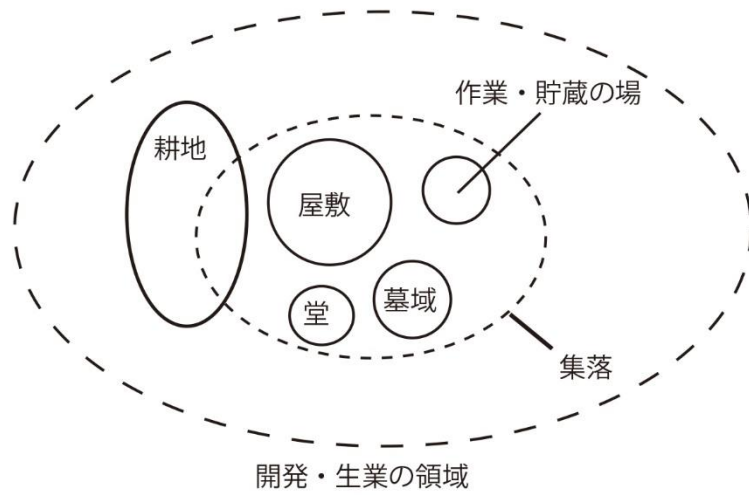 作業・貯蔵の場
耕地
屋敷
堂
墓域
集落
開発・生業の領域